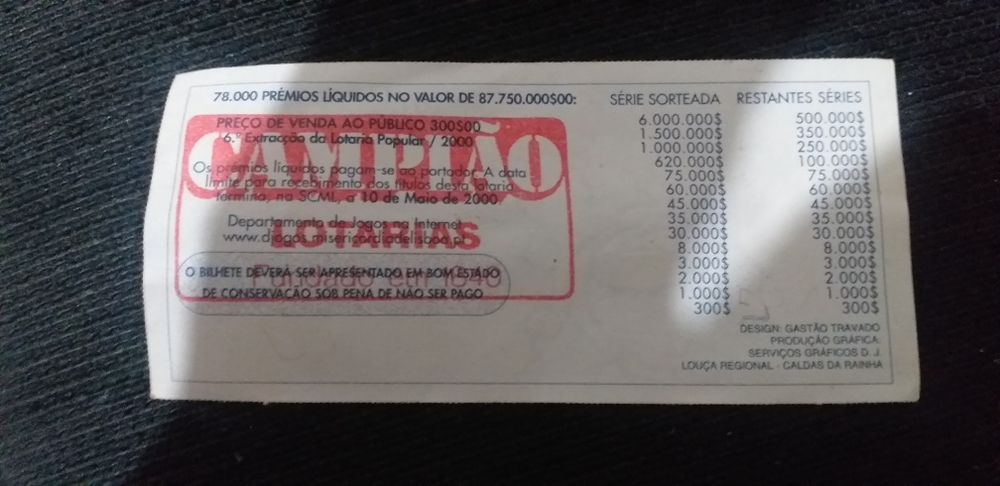 78.000 PRÉMIOS LÍQUIDOS NO VALOR DE 87.750.000$00:
PREÇO DE VENDA AO PÚBLICO 300$00
6.ª Extracção da Lotaria Popular / 2000
CAMPIÃO
Os prémios líquidos pagam-se ao portador. A data
limite para recebimento dos títulos desta lotaria
termina, na SCML, a 10 de Maio de 2000.
Departamento de Jogos na Internet
www.djogos.misericordiadelisboa.pt
LOTARIAS
Fundado em 1840
O BILHETE DEVERÁ SER APRESENTADO EM BOM ESTADO
DE CONSERVAÇÃO SOB PENA DE NÃO SER PAGO
SÉRIE SORTEADA RESTANTES SÉRIES
6.000.000$ 500.000$
1.500.000$ 350.000$
1.000.000$ 250.000$
620.000$ 100.000$
75.000$ 75.000$
60.000$ 60.000$
45.000$ 45.000$
35.000$ 35.000$
30.000$ 30.000$
8.000$ 8.000$
3.000$ 3.000$
2.000$ 2.000$
1.000$ 1.000$
300$ 300$
DESIGN: GASTÃO TRAVADO
PRODUÇÃO GRÁFICA:
SERVIÇOS GRÁFICOS D. J.
LOUÇA REGIONAL - CALDAS DA RAINHA